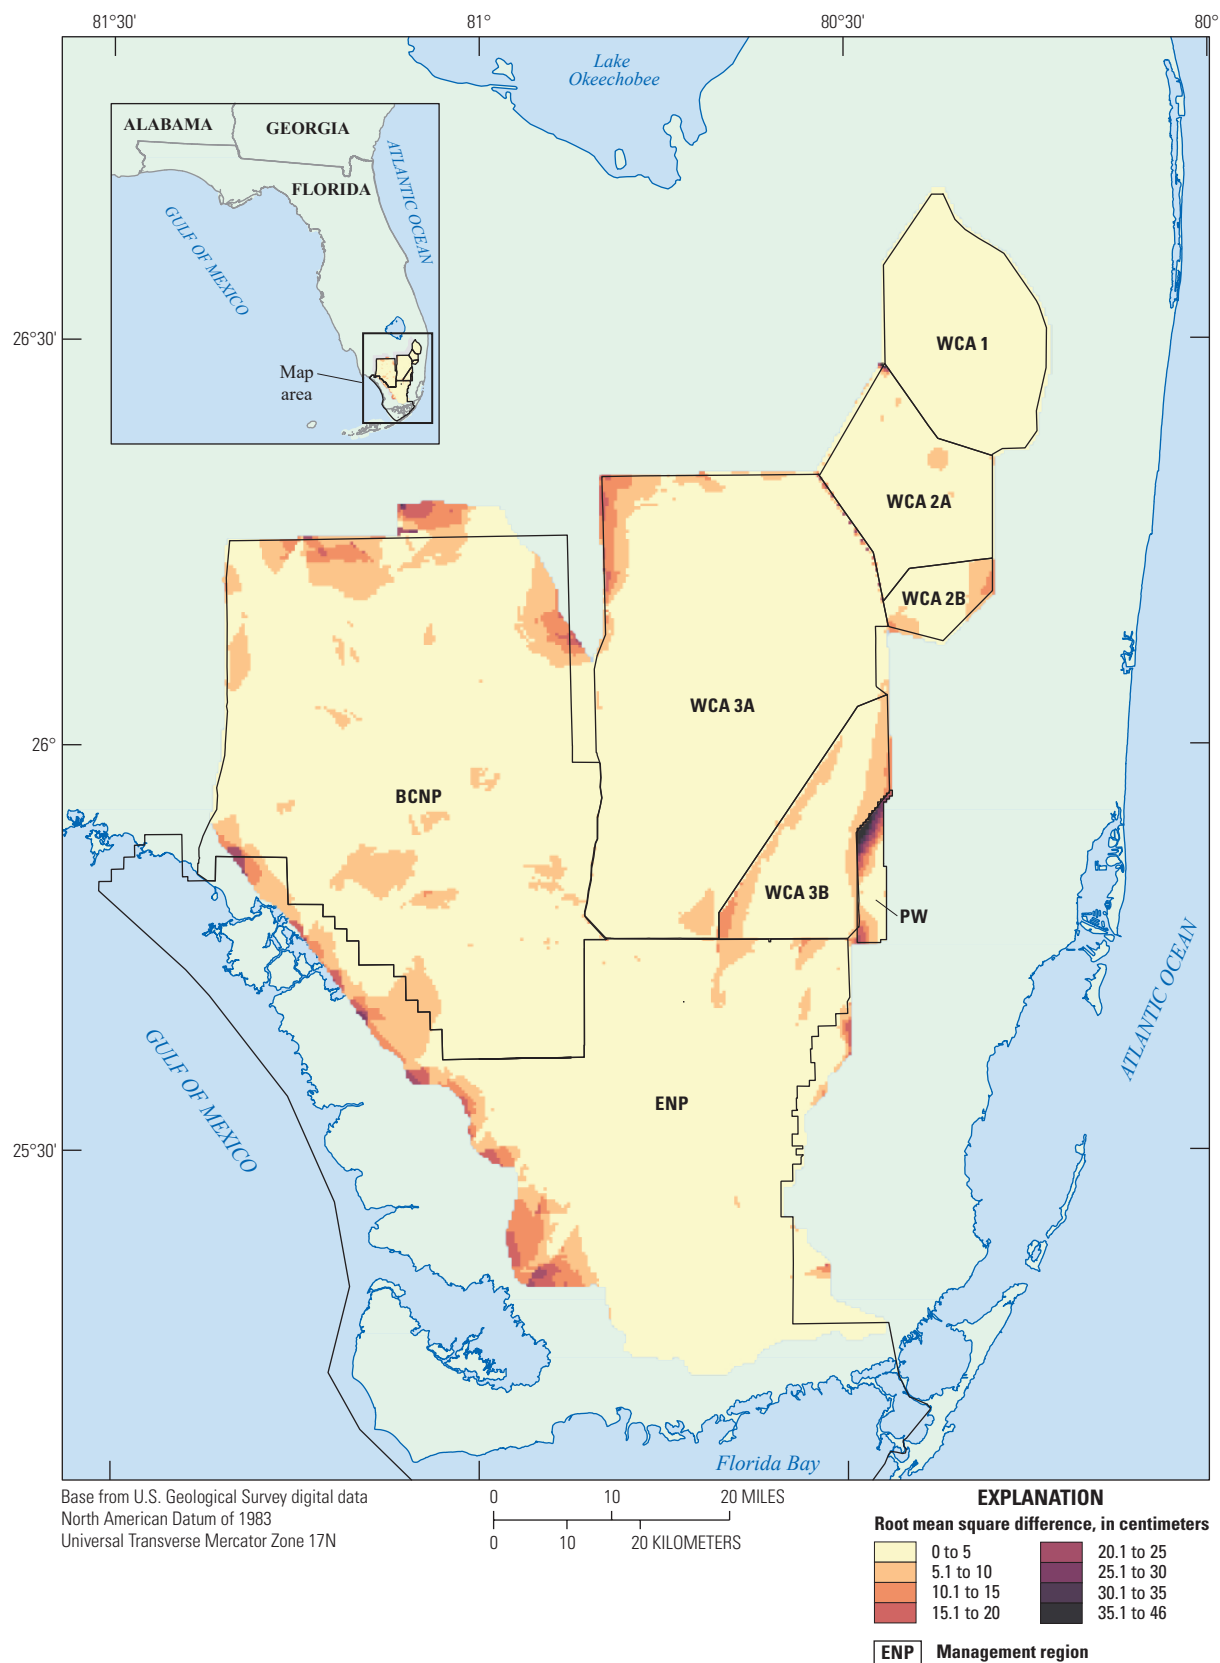 81°30'
81°
80°30'
80°
Lake
Okeechobee
ALABAMA
GEORGIA
FLORIDA
ATLANTIC OCEAN
GULF OF MEXICO
Map
area
26°30'
WCA 1
WCA 2A
WCA 2B
WCA 3A
26°
BCNP
WCA 3B
PW
ATLANTIC OCEAN
GULF OF MEXICO
ENP
25°30'
Florida Bay
Base from U.S. Geological Survey digital data
North American Datum of 1983
Universal Transverse Mercator Zone 17N
0 10 20 MILES
0 10 20 KILOMETERS
EXPLANATION
Root mean square difference, in centimeters
0 to 5
5.1 to 10
10.1 to 15
15.1 to 20
20.1 to 25
25.1 to 30
30.1 to 35
35.1 to 46
ENP Management region